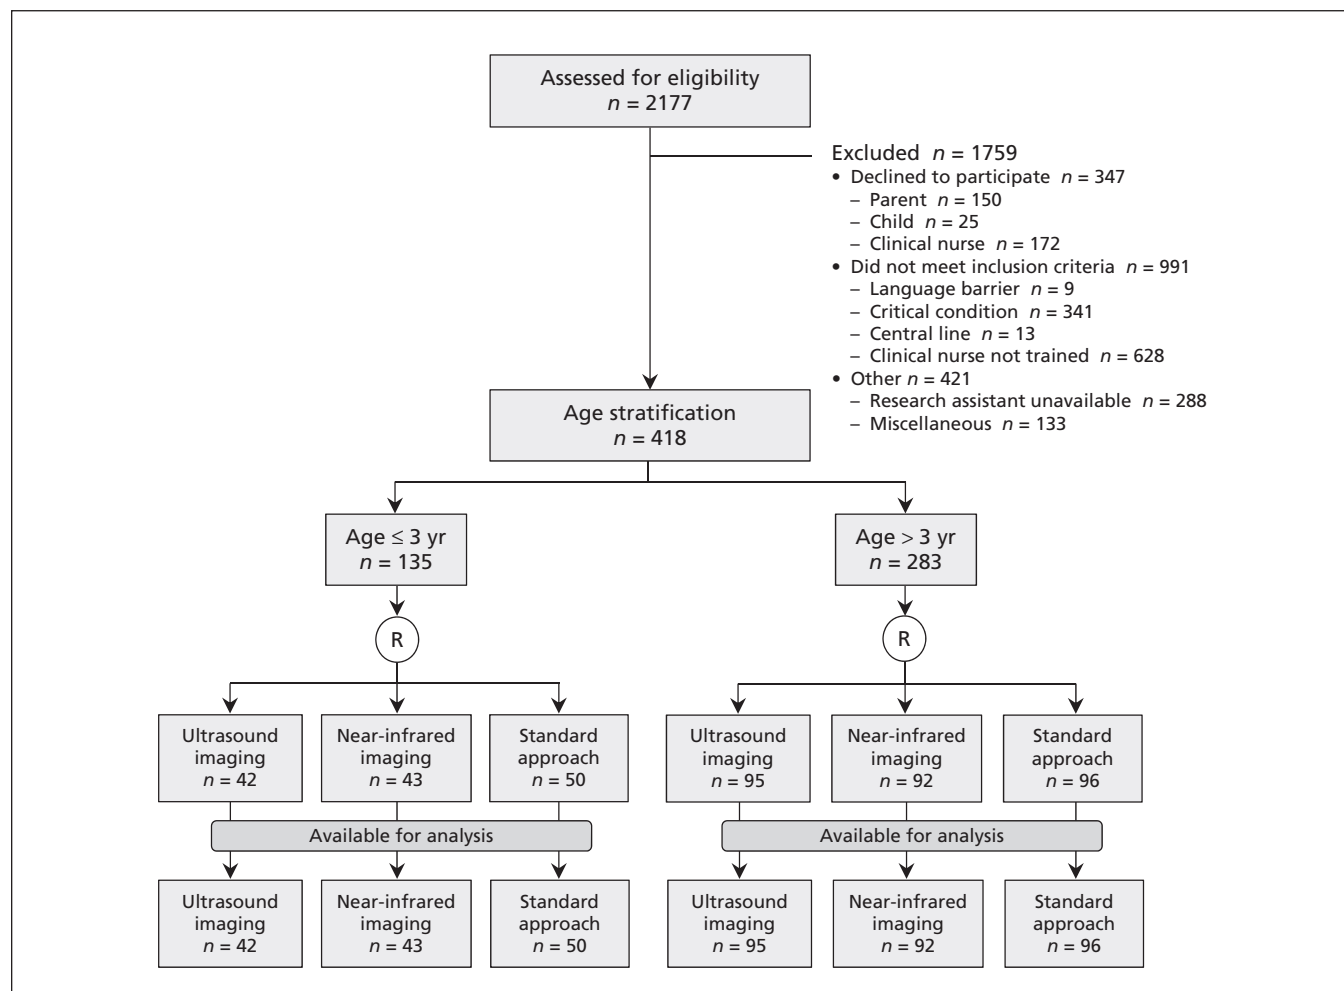 Assessed for eligibility
n = 2177
Excluded n = 1759
• Declined to participate n = 347
– Parent n = 150
– Child n = 25
– Clinical nurse n = 172
• Did not meet inclusion criteria n = 991
– Language barrier n = 9
– Critical condition n = 341
– Central line n = 13
– Clinical nurse not trained n = 628
• Other n = 421
– Research assistant unavailable n = 288
– Miscellaneous n = 133
Age stratification
n = 418
Age ≤ 3 yr
n = 135
Age > 3 yr
n = 283
R
R
Ultrasound
imaging
n = 42
Near-infrared
imaging
n = 43
Standard
approach
n = 50
Ultrasound
imaging
n = 95
Near-infrared
imaging
n = 92
Standard
approach
n = 96
Available for analysis
Available for analysis
Ultrasound
imaging
n = 42
Near-infrared
imaging
n = 43
Standard
approach
n = 50
Ultrasound
imaging
n = 95
Near-infrared
imaging
n = 92
Standard
approach
n = 96